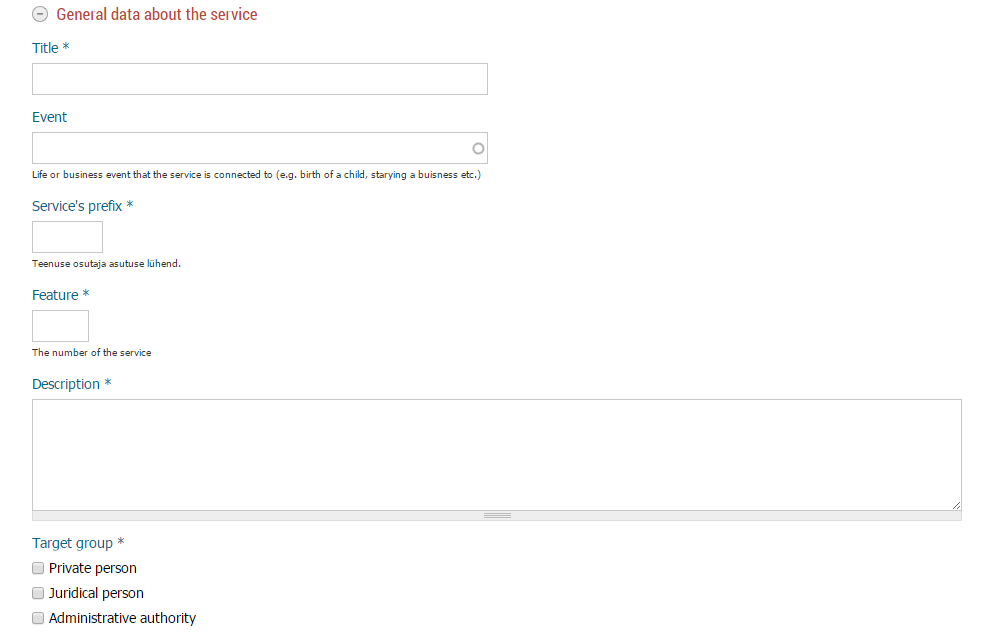 General data about the service
Title *
Event
Life or business event that the service is connected to (e.g. birth of a child, starying a buisness etc.)
Service's prefix *
Teenuse osutaja asutuse lühend.
Feature *
The number of the service
Description *
Target group *
Private person
Juridical person
Administrative authority